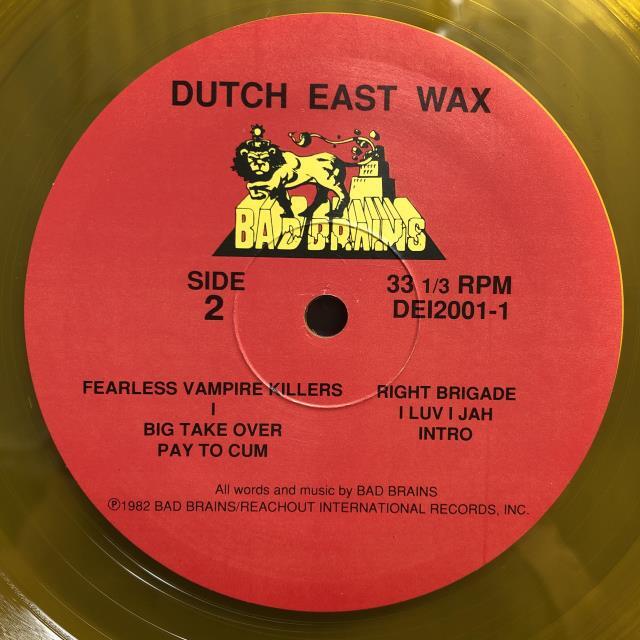 DUTCH EAST WAX
BAD BRAINS
SIDE
2
33 1/3 RPM
DEI2001-1
FEARLESS VAMPIRE KILLERS
I
BIG TAKE OVER
PAY TO CUM
RIGHT BRIGADE
I LUV I JAH
INTRO
All words and music by BAD BRAINS
℗1982 BAD BRAINS/REACHOUT INTERNATIONAL RECORDS, INC.